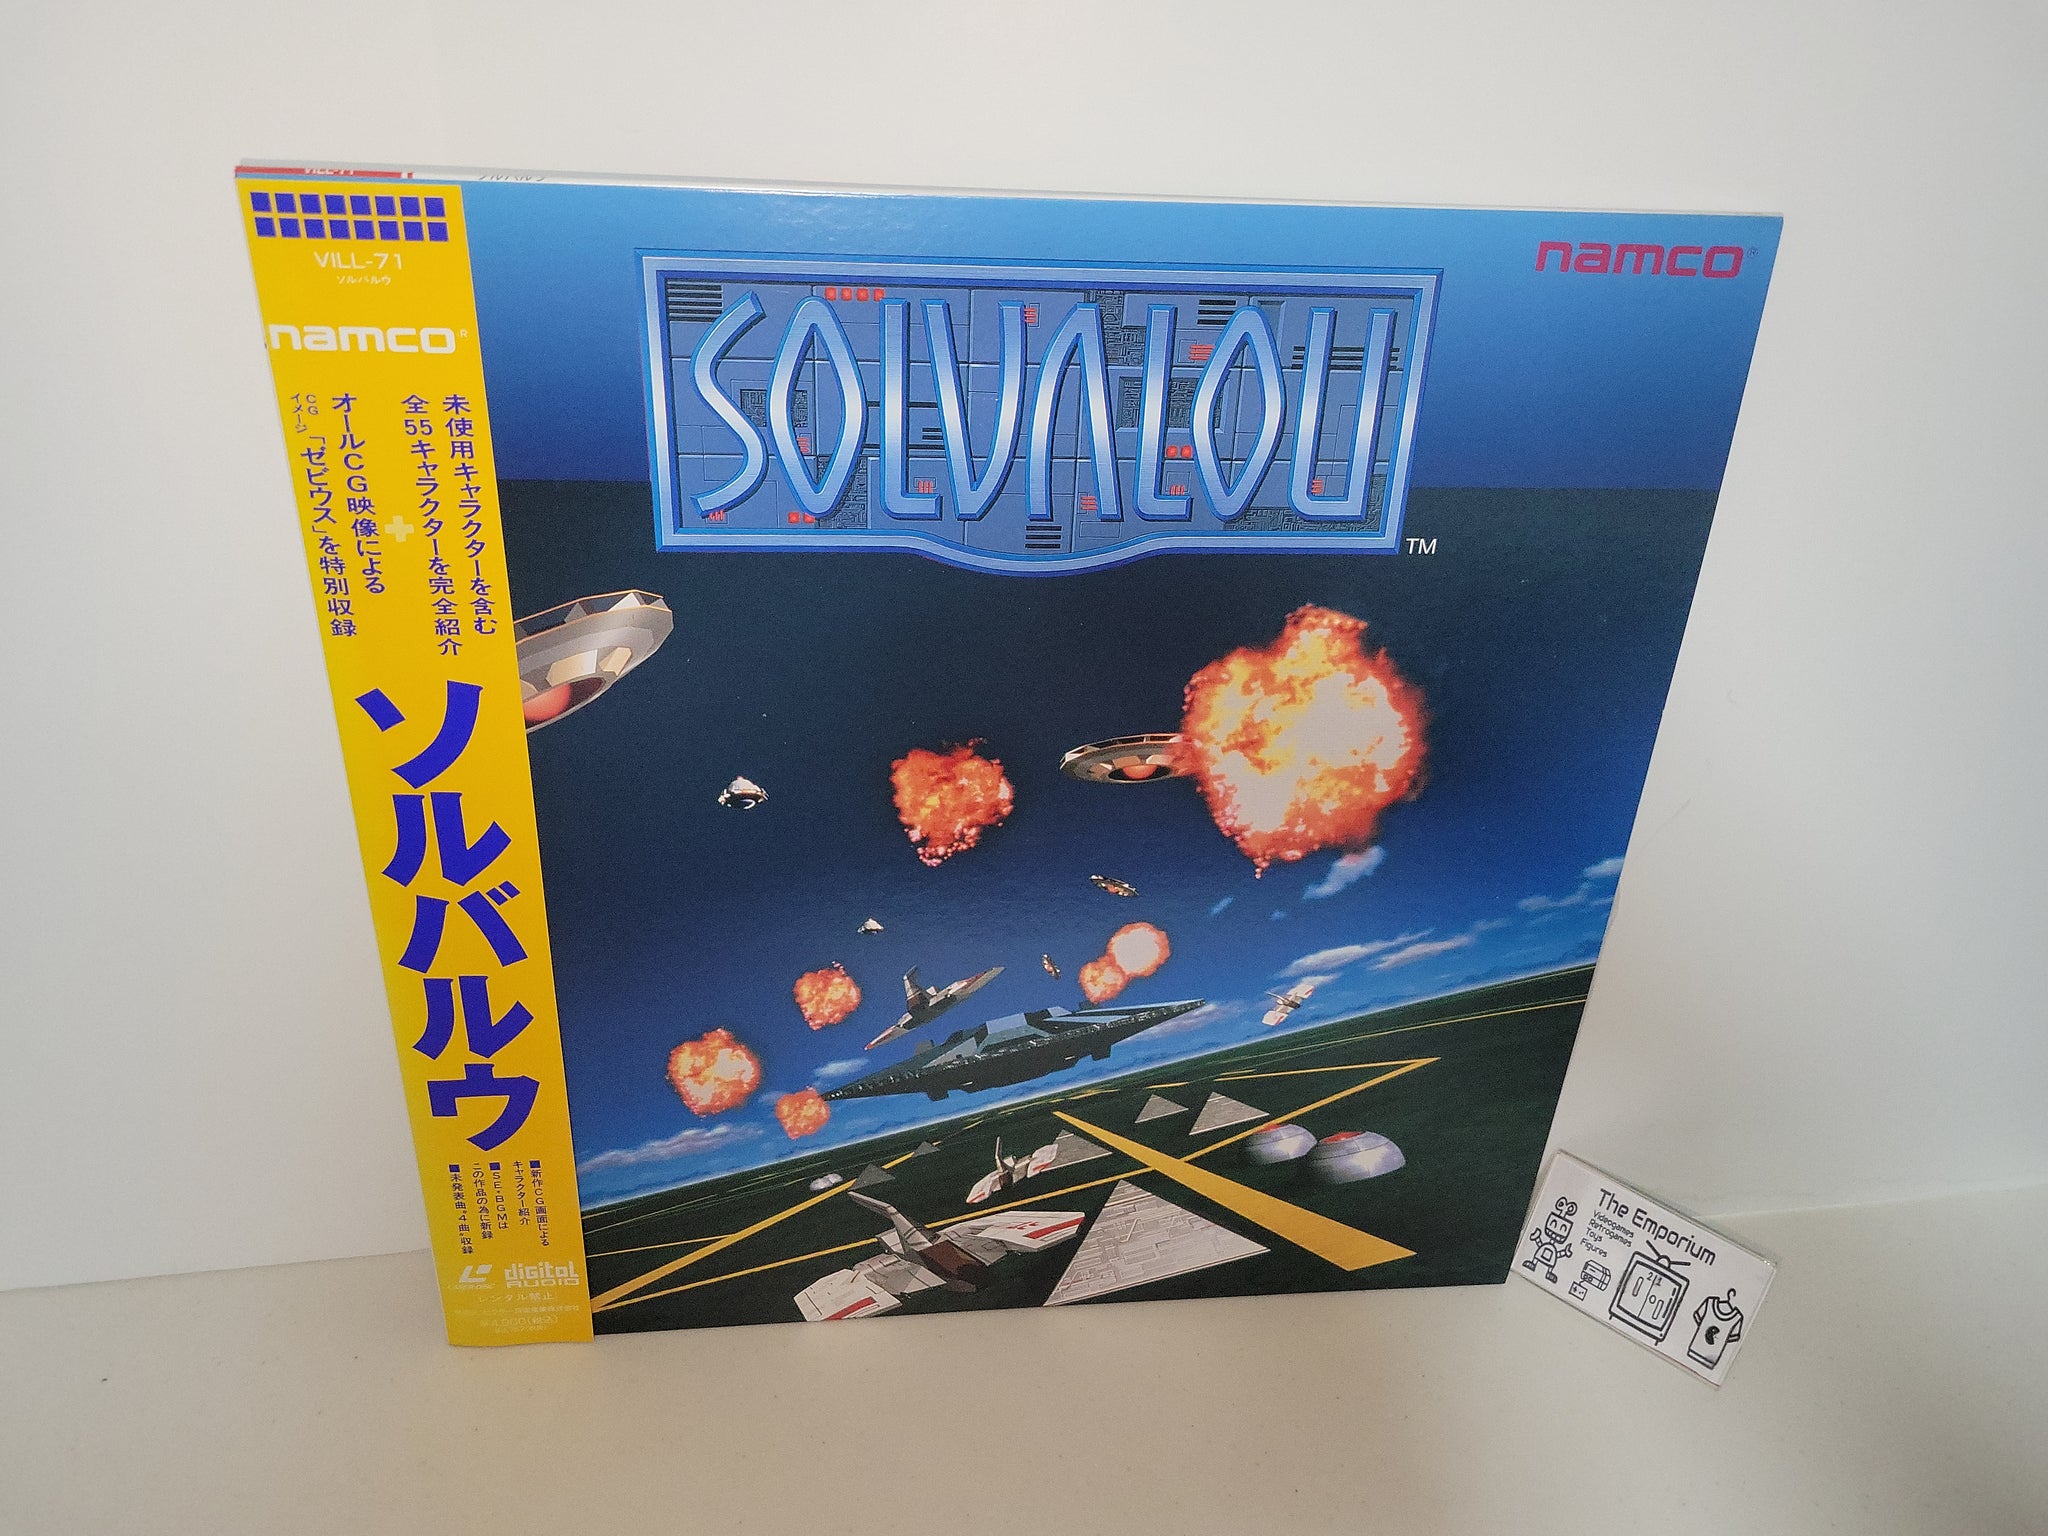 VILL-71
ソルバルウ
namco®
未使用キャラクターを含む
全55キャラクターを完全紹介
+
オールCG映像による
CGイメージ「ゼビウス」を特別収録
ソルバルウ
■新作CG画面による
キャラクター紹介
■SE・BGMは
この作品の為に新録
■未発表曲“4曲”収録
LASER DISC
digital AUDIO
レンタル禁止
¥4,900(税込)
namco®
SOLVALOU
TM
The Emporium
Videogames
Retrogames
Toys
Figures